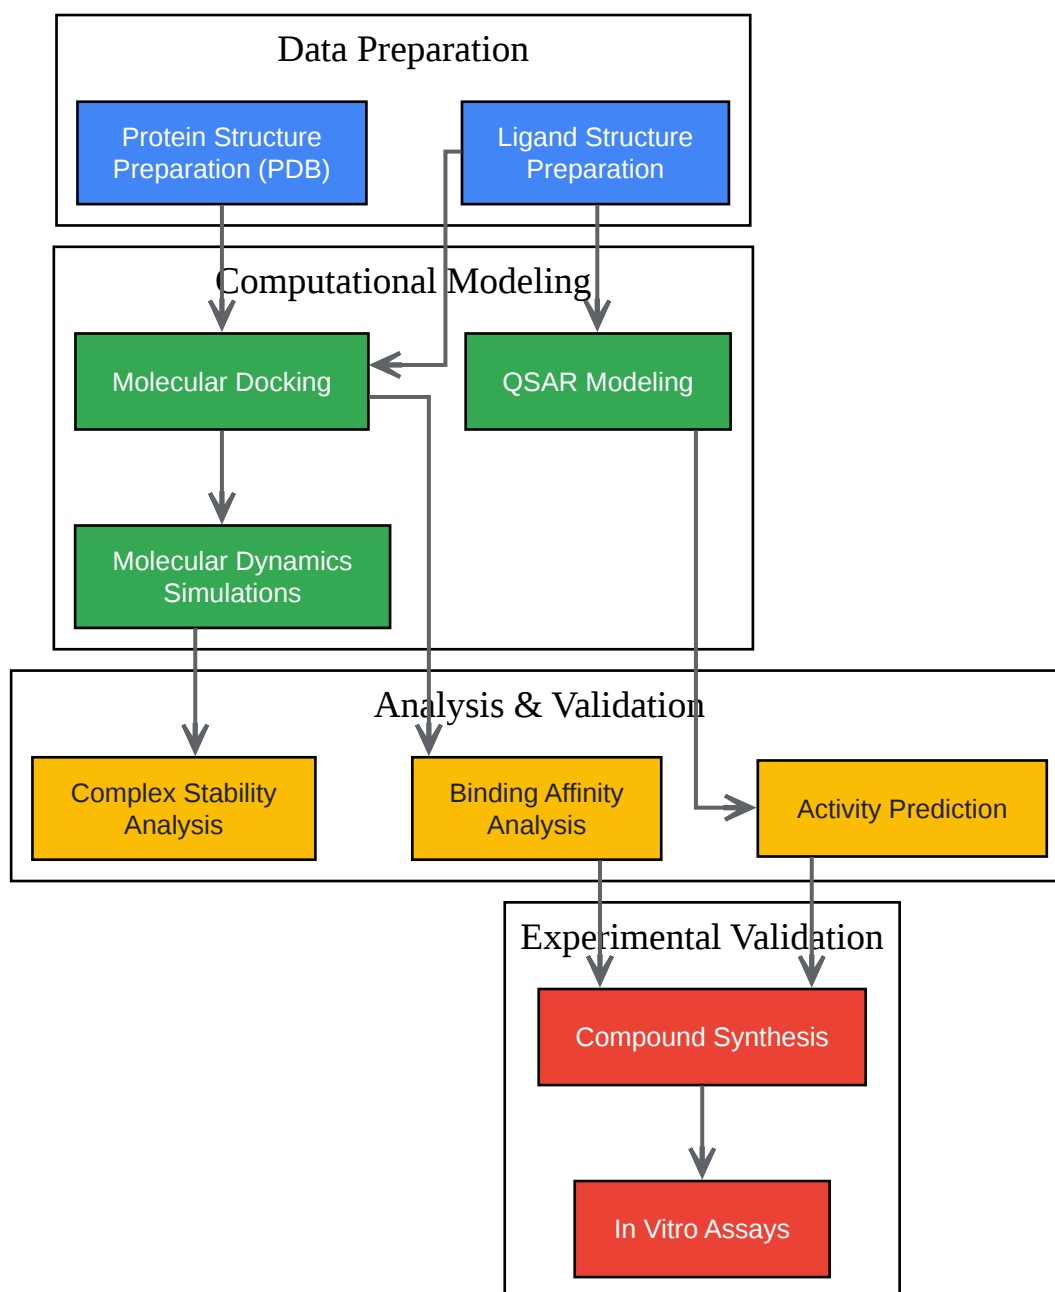 Data Preparation
Protein Structure
Preparation (PDB)
Ligand Structure
Preparation
Computational Modeling
Molecular Docking
QSAR Modeling
Molecular Dynamics
Simulations
Analysis & Validation
Complex Stability
Analysis
Binding Affinity
Analysis
Activity Prediction
Experimental Validation
Compound Synthesis
In Vitro Assays